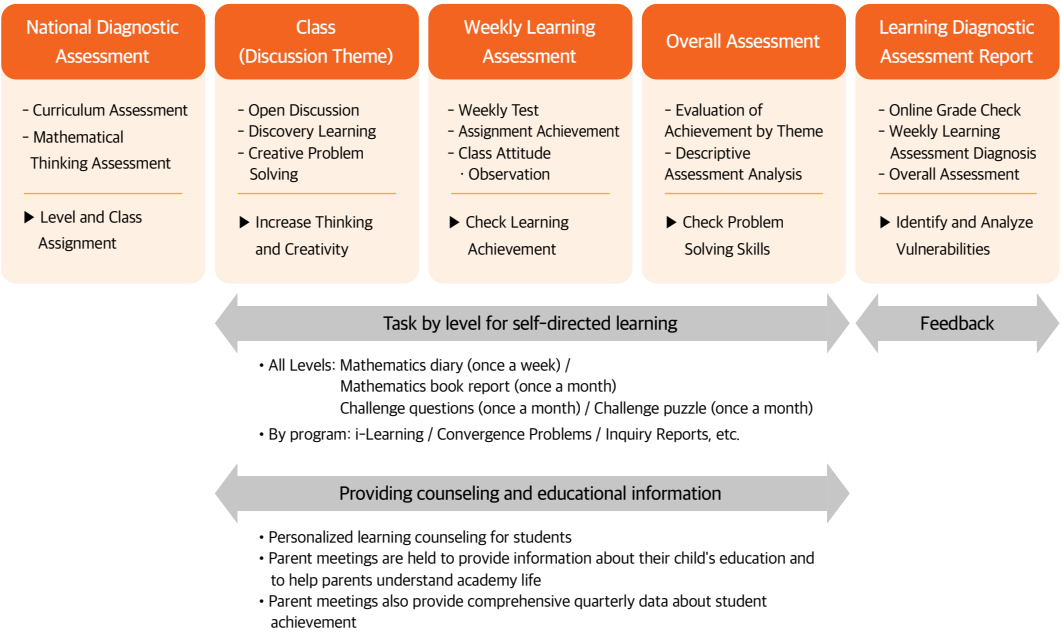 National Diagnostic
Assessment
- Curriculum Assessment
- Mathematical
Thinking Assessment
▶ Level and Class
Assignment
Class
(Discussion Theme)
- Open Discussion
- Discovery Learning
- Creative Problem
Solving
▶ Increase Thinking
and Creativity
Weekly Learning
Assessment
- Weekly Test
- Assignment Achievement
- Class Attitude
· Observation
▶ Check Learning
Achievement
Overall Assessment
- Evaluation of
Achievement by Theme
- Descriptive
Assessment Analysis
▶ Check Problem
Solving Skills
Learning Diagnostic
Assessment Report
- Online Grade Check
- Weekly Learning
Assessment Diagnosis
- Overall Assessment
▶ Identify and Analyze
Vulnerabilities
Task by level for self-directed learning
Feedback
• All Levels: Mathematics diary (once a week) /
Mathematics book report (once a month)
Challenge questions (once a month) / Challenge puzzle (once a month)
• By program: i-Learning / Convergence Problems / Inquiry Reports, etc.
Providing counseling and educational information
• Personalized learning counseling for students
• Parent meetings are held to provide information about their child's education and
to help parents understand academy life
• Parent meetings also provide comprehensive quarterly data about student
achievement